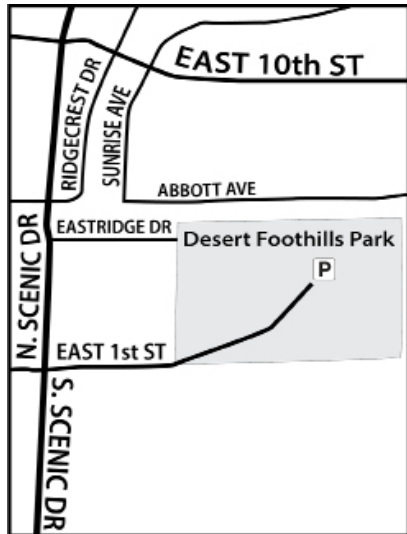 EAST 10th ST
RIDGECREST DR
SUNRISE AVE
ABBOTT AVE
EASTRIDGE DR
Desert Foothills Park
P
N. SCENIC DR
EAST 1st ST
S. SCENIC DR